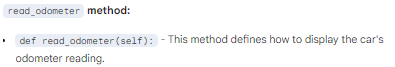 read_odometer method:
• def read_odometer(self): - This method defines how to display the car's
odometer reading.